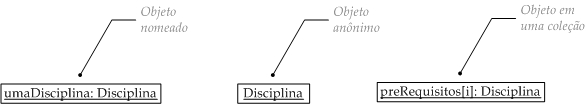 Objeto
nomeado
Objeto
anônimo
Objeto em
uma coleção
umaDisciplina: Disciplina
Disciplina
preRequisitos[i]: Disciplina